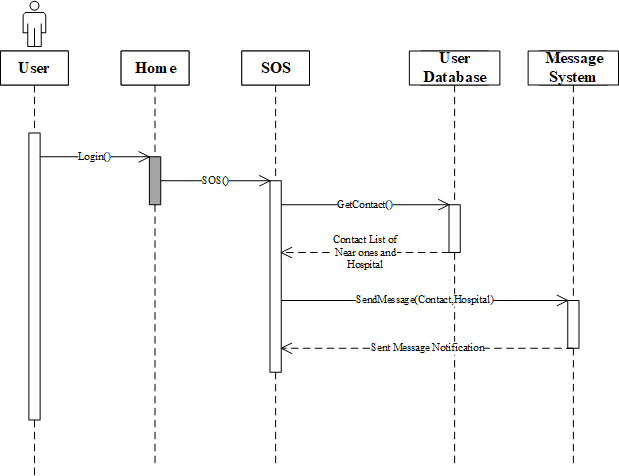 User
Home
SOS
User
Database
Message
System
Login()
SOS()
GetContact()
Contact List of
Near ones and
Hospital
SendMessage(Contact,Hospital)
Sent Message Notification